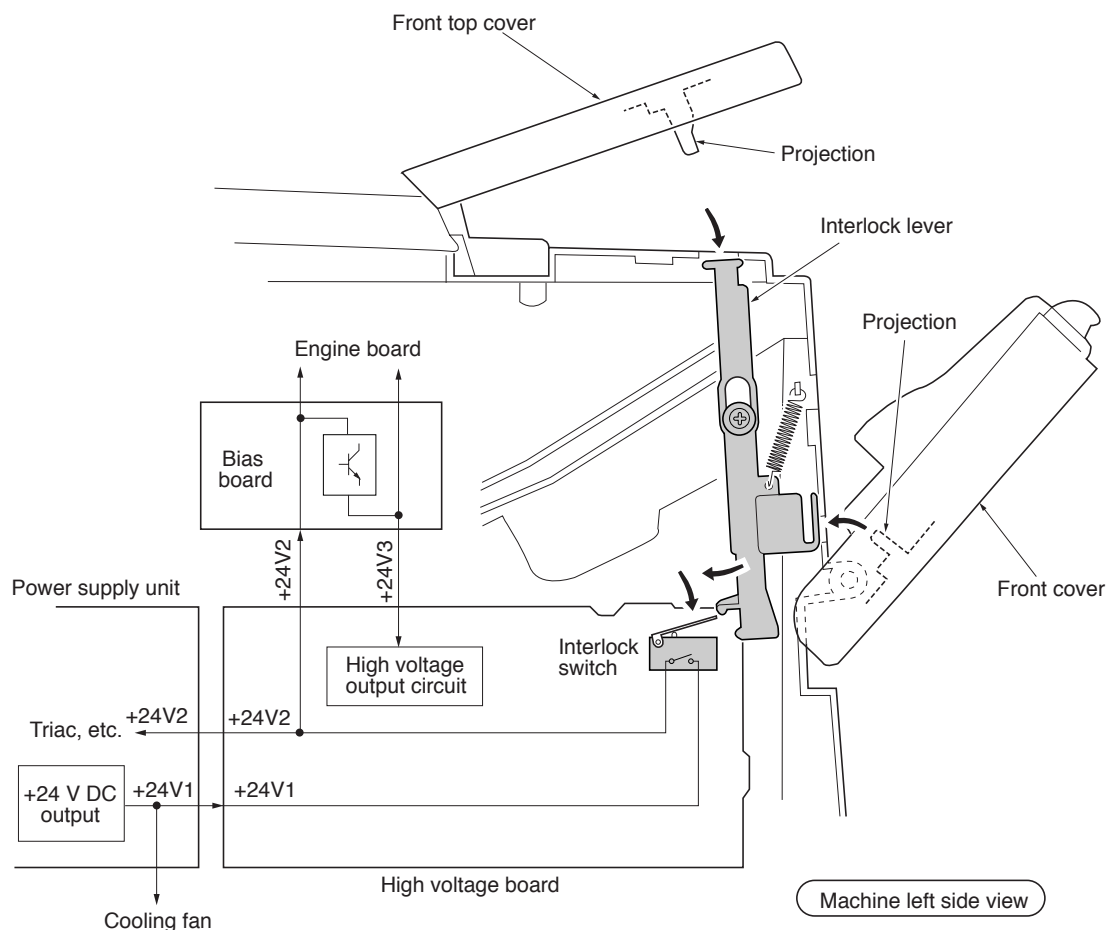 Front top cover
Projection
Interlock lever
Projection
Engine board
Bias
board
+24V2
+24V3
Front cover
Power supply unit
Interlock
switch
High voltage
output circuit
Triac, etc.
+24V2
+24V2
+24 V DC
output
+24V1
+24V1
High voltage board
Machine left side view
Cooling fan